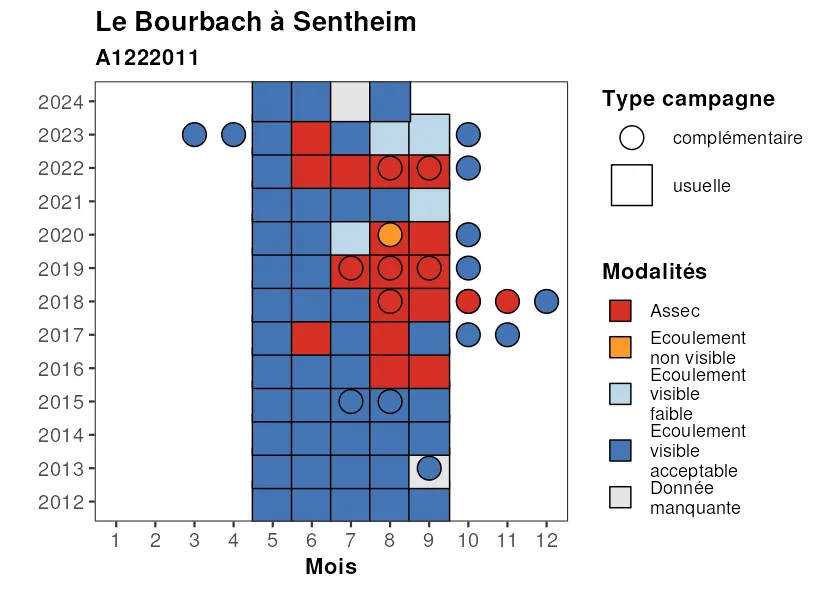 Le Bourbach à Sentheim
A1222011
2024
2023
2022
2021
2020
2019
2018
2017
2016
2015
2014
2013
2012
1 2 3 4 5 6 7 8 9 10 11 12
Mois
Type campagne
complémentaire
usuelle
Modalités
Assec
Ecoulement
non visible
Ecoulement
visible
faible
Ecoulement
visible
acceptable
Donnée
manquante